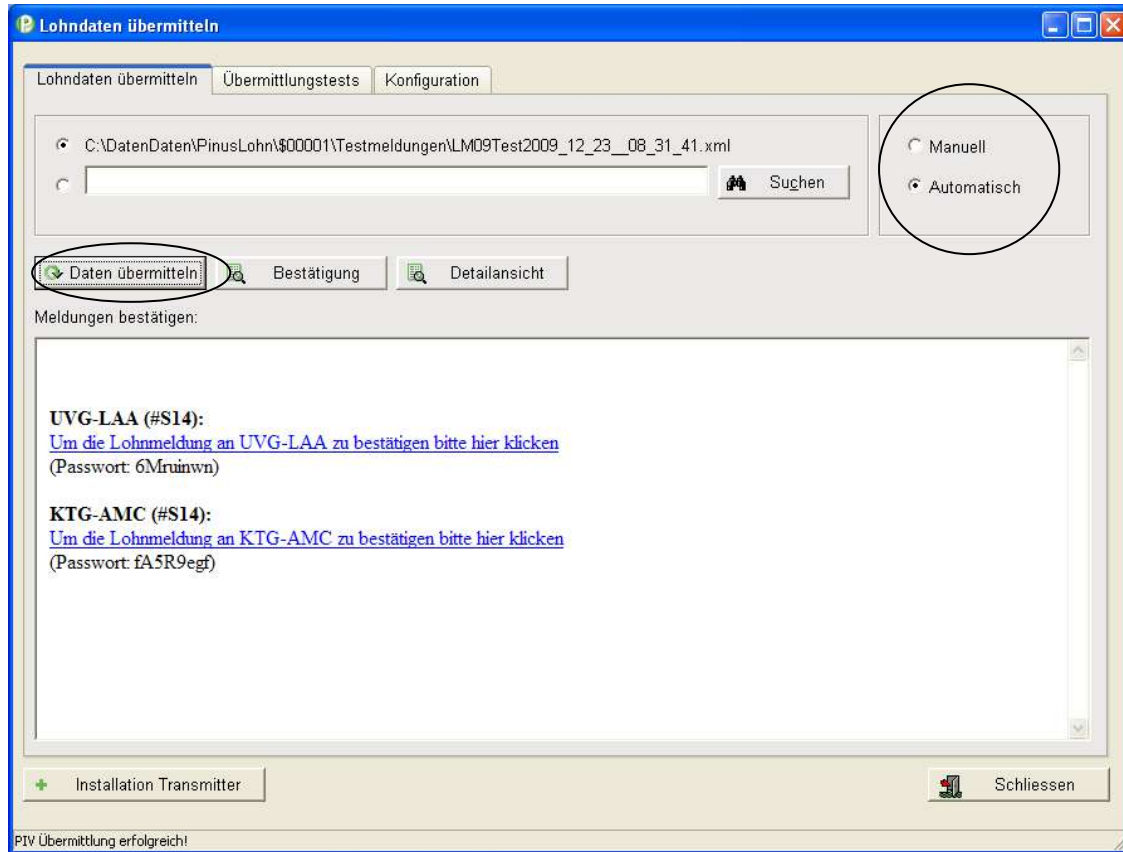 Lohndaten übermitteln
Lohndaten übermitteln Übermittlungstests Konfiguration
C:\DatenDaten\PinusLohn\$00001\Testmeldungen\LM09Test2009_12_23__08_31_41.xml
Manuell
Suchen
Automatisch
Daten übermitteln Bestätigung Detailansicht
Meldungen bestätigen:
UVG-LAA (#S14):
Um die Lohnmeldung an UVG-LAA zu bestätigen bitte hier klicken
(Passwort: 6Mruinwn)
KTG-AMC (#S14):
Um die Lohnmeldung an KTG-AMC zu bestätigen bitte hier klicken
(Passwort: fA5R9egf)
Installation Transmitter
Schliessen
PIV Übermittlung erfolgreich!